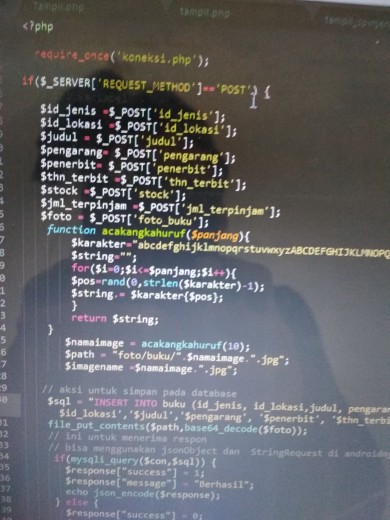 tampil.php tampil.php
<?php
require_once('koneksi.php');
if($_SERVER['REQUEST_METHOD']=='POST') {
$id_jenis =$_POST['id_jenis'];
$id_lokasi =$_POST['id_lokasi'];
$judul = $_POST['judul'];
$pengarang= $_POST['pengarang'];
$penerbit= $_POST['penerbit'];
$thn_terbit =$_POST['thn_terbit'];
$stock =$_POST['stock'];
$jml_terpinjam =$_POST['jml_terpinjam'];
$foto = $_POST['foto_buku'];
function acakangkahuruf($panjang){
$karakter="abcdefghijklmnopqrstuvwxyzABCDEFGHIJKLMNOPQ
$string="";
for($i=0;$i<=$panjang;$i++){
$pos=rand(0,strlen($karakter)-1);
$string.= $karakter{$pos};
}
return $string;
}
$namaimage = acakangkahuruf(10);
$path = "foto/buku/".$namaimage.".jpg";
$imagename =$namaimage.".jpg";
// aksi untuk simpan pada database
$sql = "INSERT INTO buku (id_jenis, id_lokasi,judul, pengaran
$id_lokasi','$judul','$pengarang', '$penerbit', '$thn_terbi
file_put_contents($path,base64_decode($foto));
// ini untuk menerima respon
// bisa menggunakan jsonObject dan StringRequest di android
if(mysqli_query($con,$sql)) {
$response["success"] = 1;
$response["message"] = "Berhasil";
echo json_encode($response);
} else {
$response["success"] = 0;